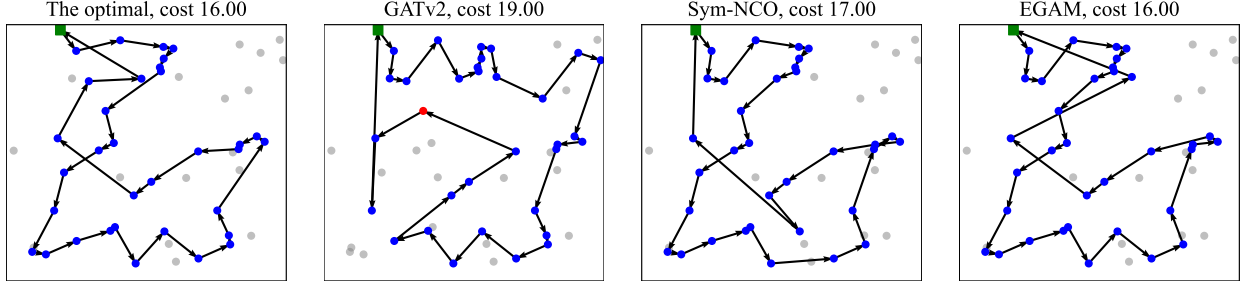 The optimal, cost 16.00
GATv2, cost 19.00
Sym-NCO, cost 17.00
EGAM, cost 16.00